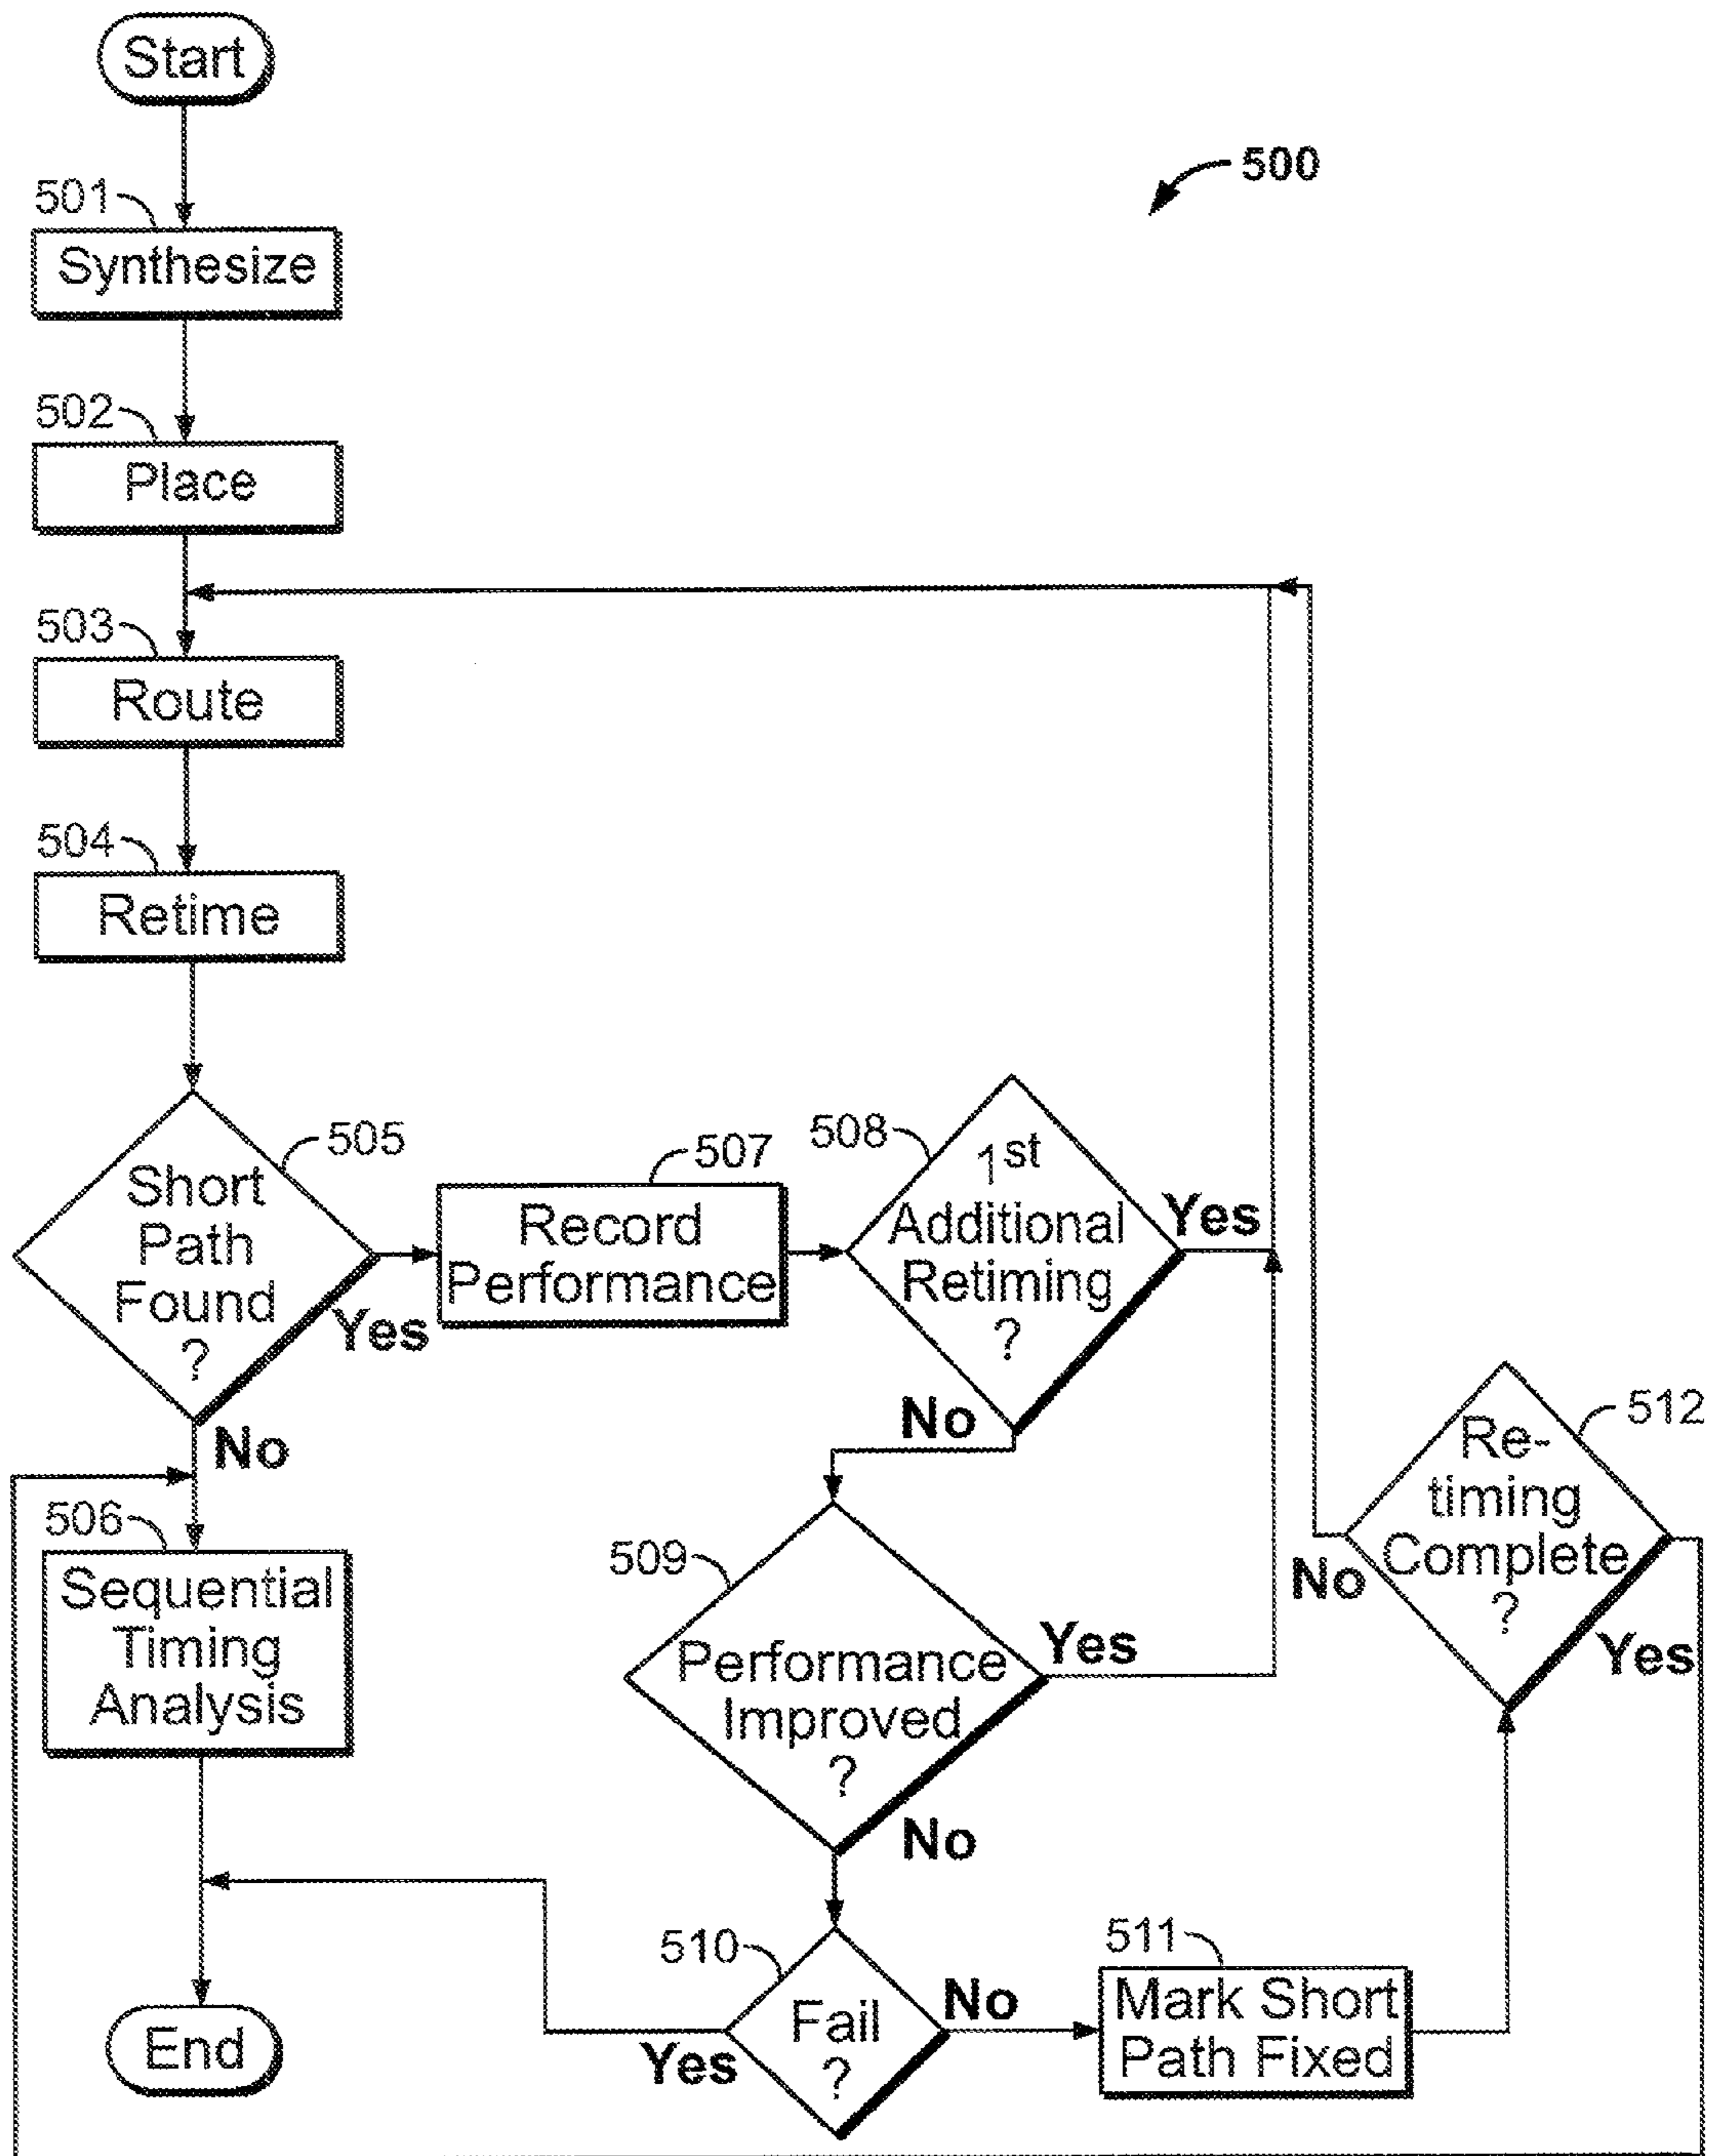 Start
500
501
Synthesize
502
Place
503
Route
504
Retime
505
Short
Path
Found
?
Yes
No
507
Record
Performance
508
1st
Additional
Retiming
?
Yes
No
512
Re-
timing
Complete
?
No
Yes
506
Sequential
Timing
Analysis
509
Performance
Improved
?
Yes
No
510
Fail
?
Yes
No
511
Mark Short
Path Fixed
End